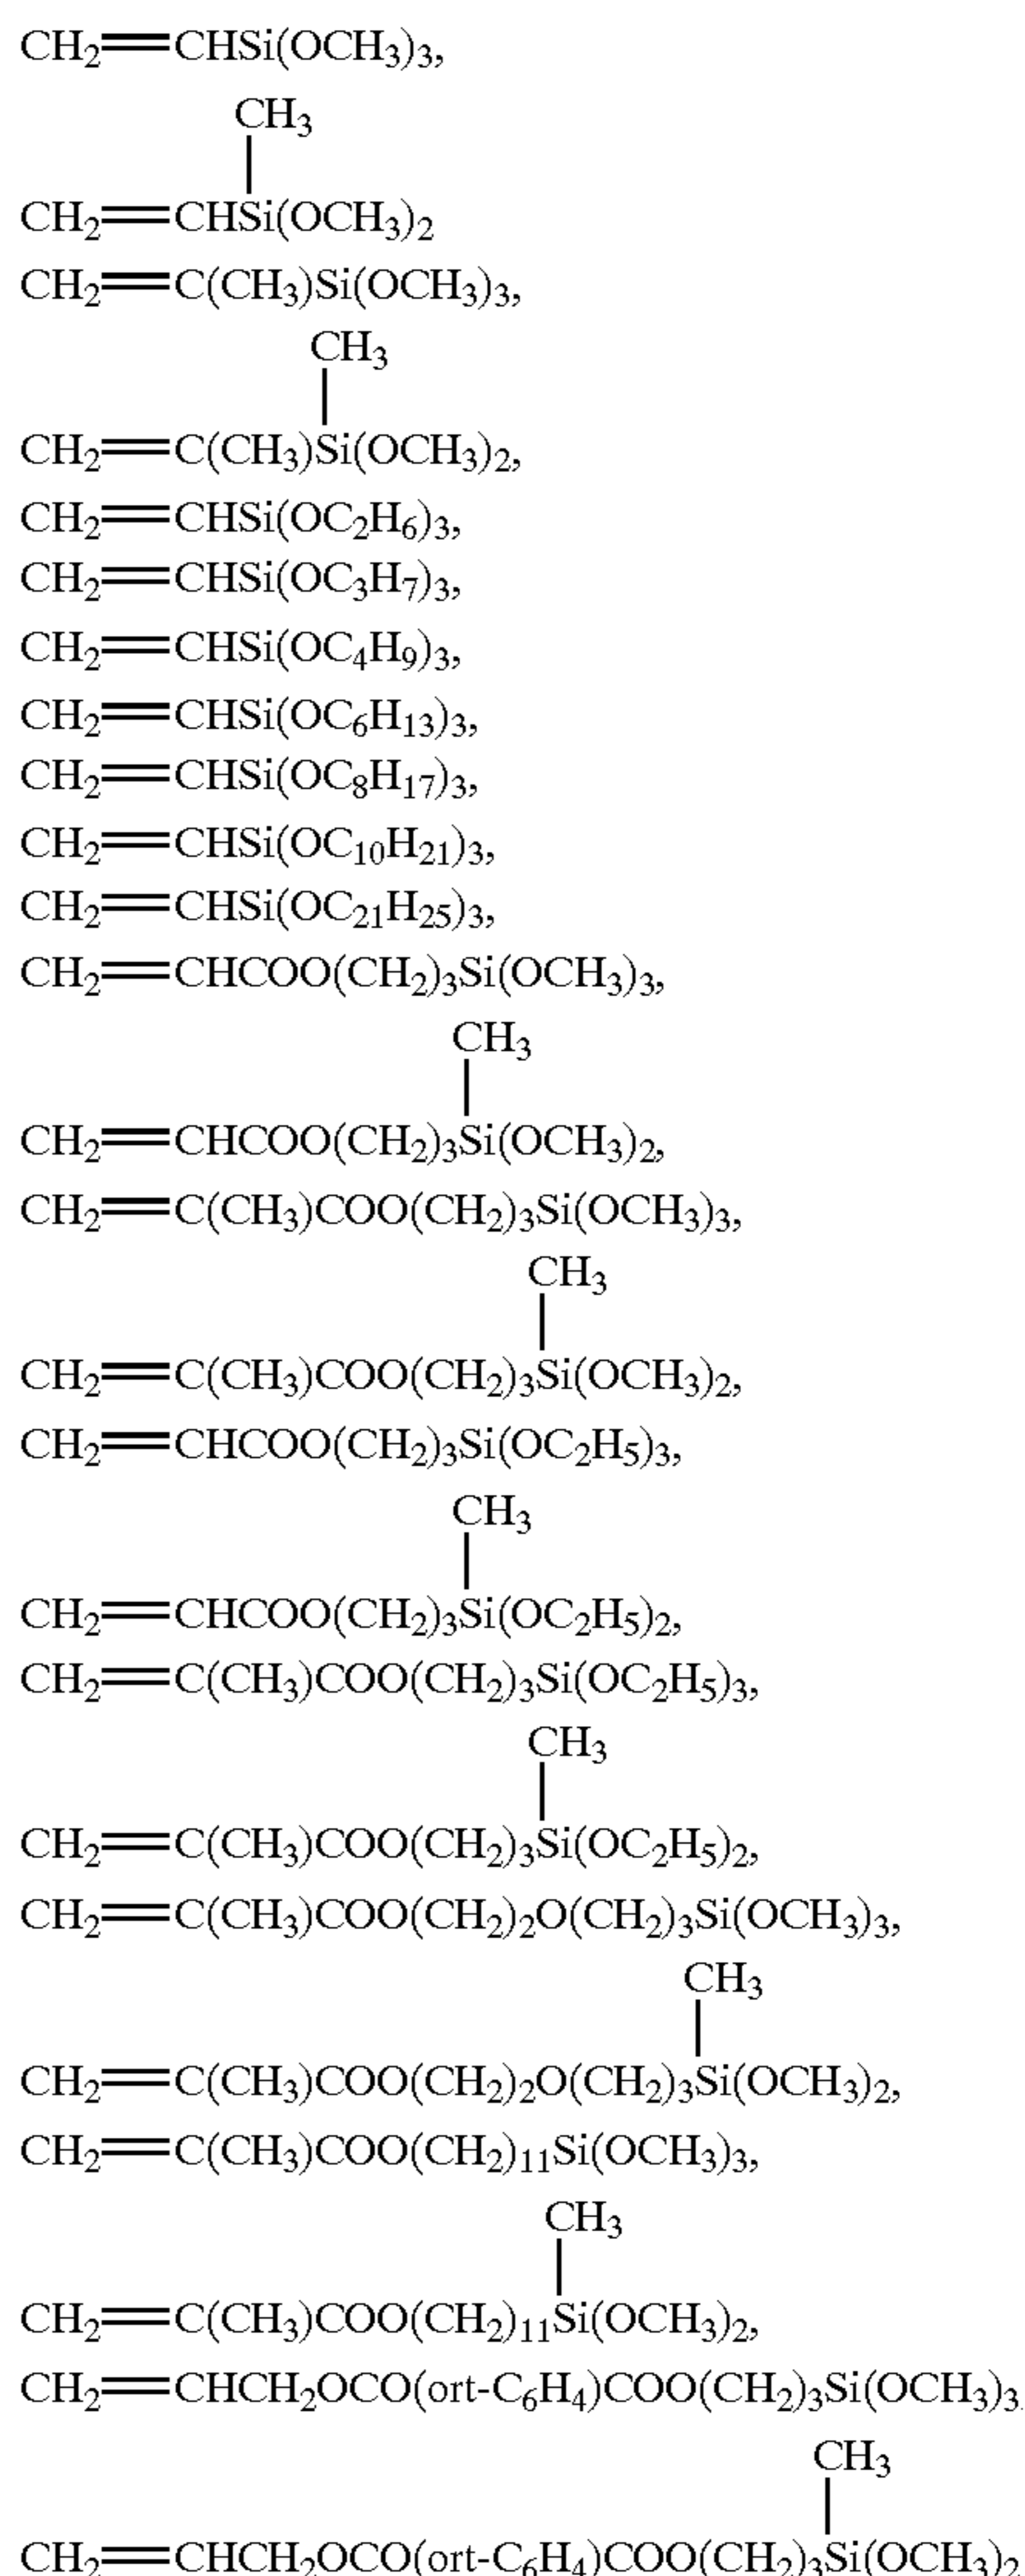 CH₂=CHSi(OCH₃)₃,
CH₃
CH₂=CHSi(OCH₃)₂
CH₂=C(CH₃)Si(OCH₃)₃,
CH₃
CH₂=C(CH₃)Si(OCH₃)₂,
CH₂=CHSi(OC₂H₆)₃,
CH₂=CHSi(OC₃H₇)₃,
CH₂=CHSi(OC₄H₉)₃,
CH₂=CHSi(OC₆H₁₃)₃,
CH₂=CHSi(OC₈H₁₇)₃,
CH₂=CHSi(OC₁₀H₂₁)₃,
CH₂=CHSi(OC₂₁H₂₅)₃,
CH₂=CHCOO(CH₂)₃Si(OCH₃)₃,
CH₃
CH₂=CHCOO(CH₂)₃Si(OCH₃)₂,
CH₂=C(CH₃)COO(CH₂)₃Si(OCH₃)₃,
CH₃
CH₂=C(CH₃)COO(CH₂)₃Si(OCH₃)₂,
CH₂=CHCOO(CH₂)₃Si(OC₂H₅)₃,
CH₃
CH₂=CHCOO(CH₂)₃Si(OC₂H₅)₂,
CH₂=C(CH₃)COO(CH₂)₃Si(OC₂H₅)₃,
CH₃
CH₂=C(CH₃)COO(CH₂)₃Si(OC₂H₅)₂,
CH₂=C(CH₃)COO(CH₂)₂O(CH₂)₃Si(OCH₃)₃,
CH₃
CH₂=C(CH₃)COO(CH₂)₂O(CH₂)₃Si(OCH₃)₂,
CH₂=C(CH₃)COO(CH₂)₁₁Si(OCH₃)₃,
CH₃
CH₂=C(CH₃)COO(CH₂)₁₁Si(OCH₃)₂,
CH₂=CHCH₂OCO(ort-C₆H₄)COO(CH₂)₃Si(OCH₃)₃,
CH₃
CH₂=CHCH₂OCO(ort-C₆H₄)COO(CH₂)₃Si(OCH₃)₂